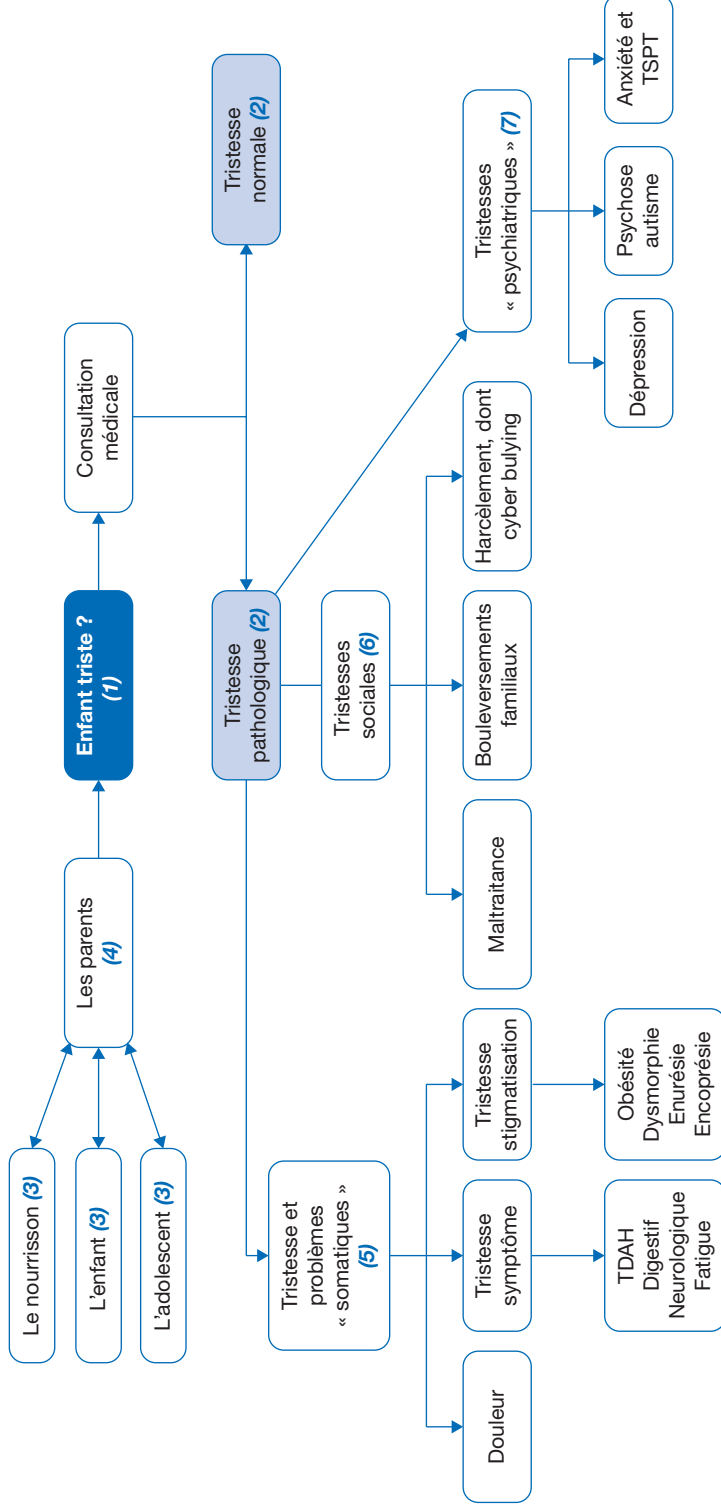 Le nourrisson (3)
L'enfant (3)
L'adolescent (3)
Les parents
(4)
Enfant triste ?
(1)
Consultation
médicale
Tristesse
pathologique (2)
Tristesse
normale (2)
Tristesse et
problèmes
« somatiques »
(5)
Tristesses
sociales (6)
Tristesses
« psychiatriques » (7)
Douleur
Tristesse
symptôme
Tristesse
stigmatisation
Maltraitance
Bouleversements
familiaux
Harcèlement, dont
cyber bulying
TDAH
Digestif
Neurologique
Fatigue
Obésité
Dysmorphie
Enurésie
Encoprésie
Dépression
Psychose
autisme
Anxiété et
TSPT